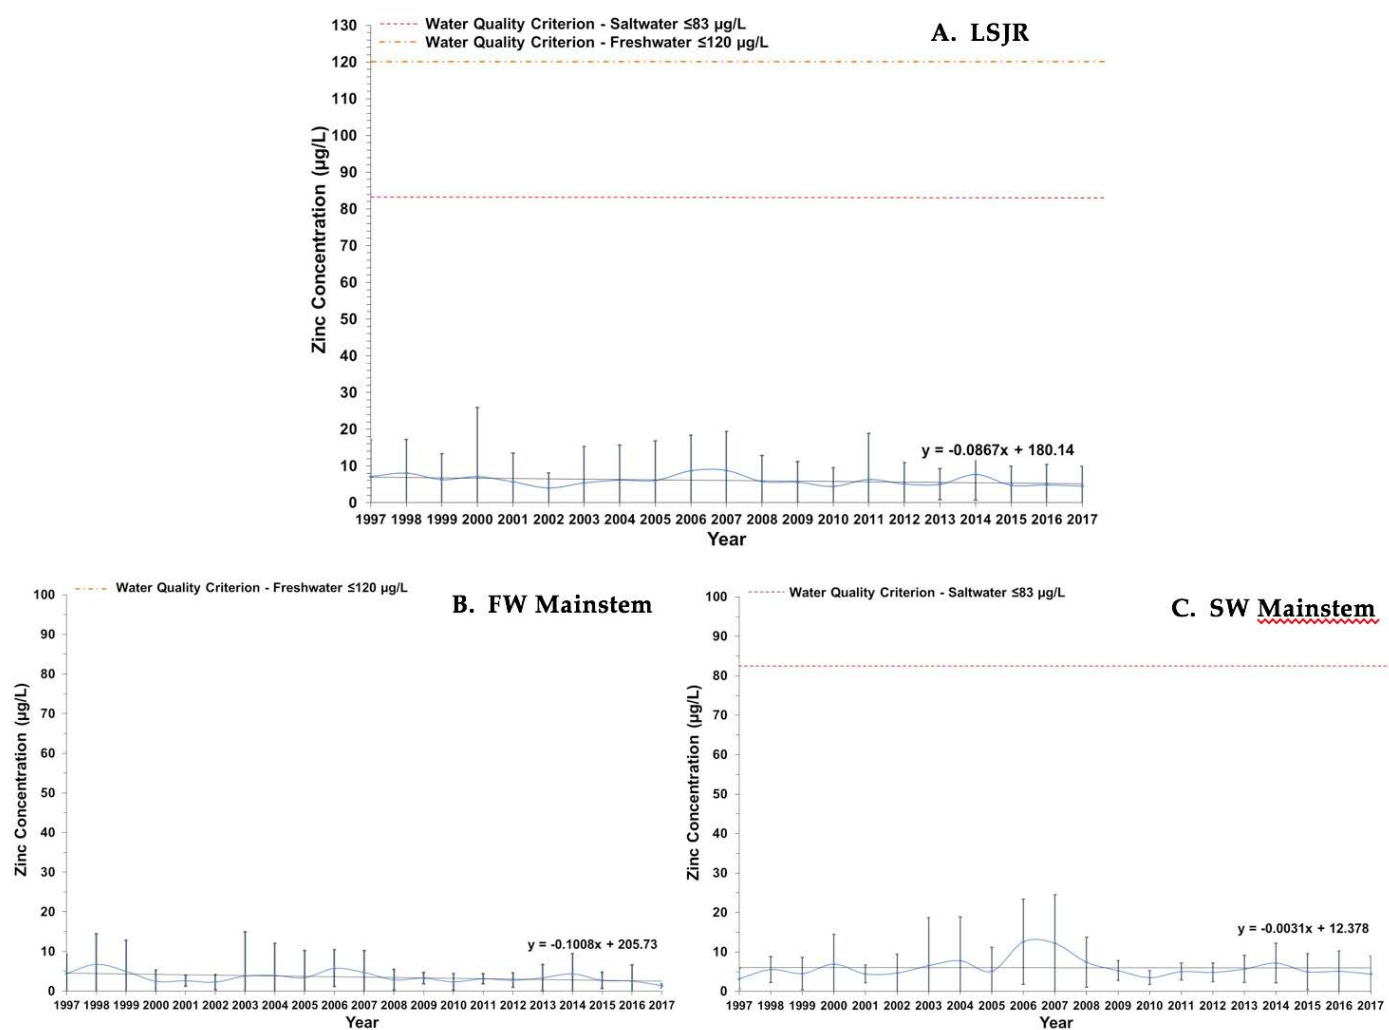 Water Quality Criterion - Saltwater ≤83 µg/L
Water Quality Criterion - Freshwater ≤120 µg/L
A. LSJR
130
120
110
100
90
80
70
60
50
40
30
20
10
0
Zinc Concentration (µg/L)
y = -0.0867x + 180.14
1997 1998 1999 2000 2001 2002 2003 2004 2005 2006 2007 2008 2009 2010 2011 2012 2013 2014 2015 2016 2017
Year
Water Quality Criterion - Freshwater ≤120 µg/L
B. FW Mainstem
100
90
80
70
60
50
40
30
20
10
0
Zinc Concentration (µg/L)
y = -0.1008x + 205.73
1997 1998 1999 2000 2001 2002 2003 2004 2005 2006 2007 2008 2009 2010 2011 2012 2013 2014 2015 2016 2017
Year
Water Quality Criterion - Saltwater ≤83 µg/L
C. SW Mainstem
100
90
80
70
60
50
40
30
20
10
0
Zinc Concentration (µg/L)
y = -0.0031x + 12.378
1997 1998 1999 2000 2001 2002 2003 2004 2005 2006 2007 2008 2009 2010 2011 2012 2013 2014 2015 2016 2017
Year